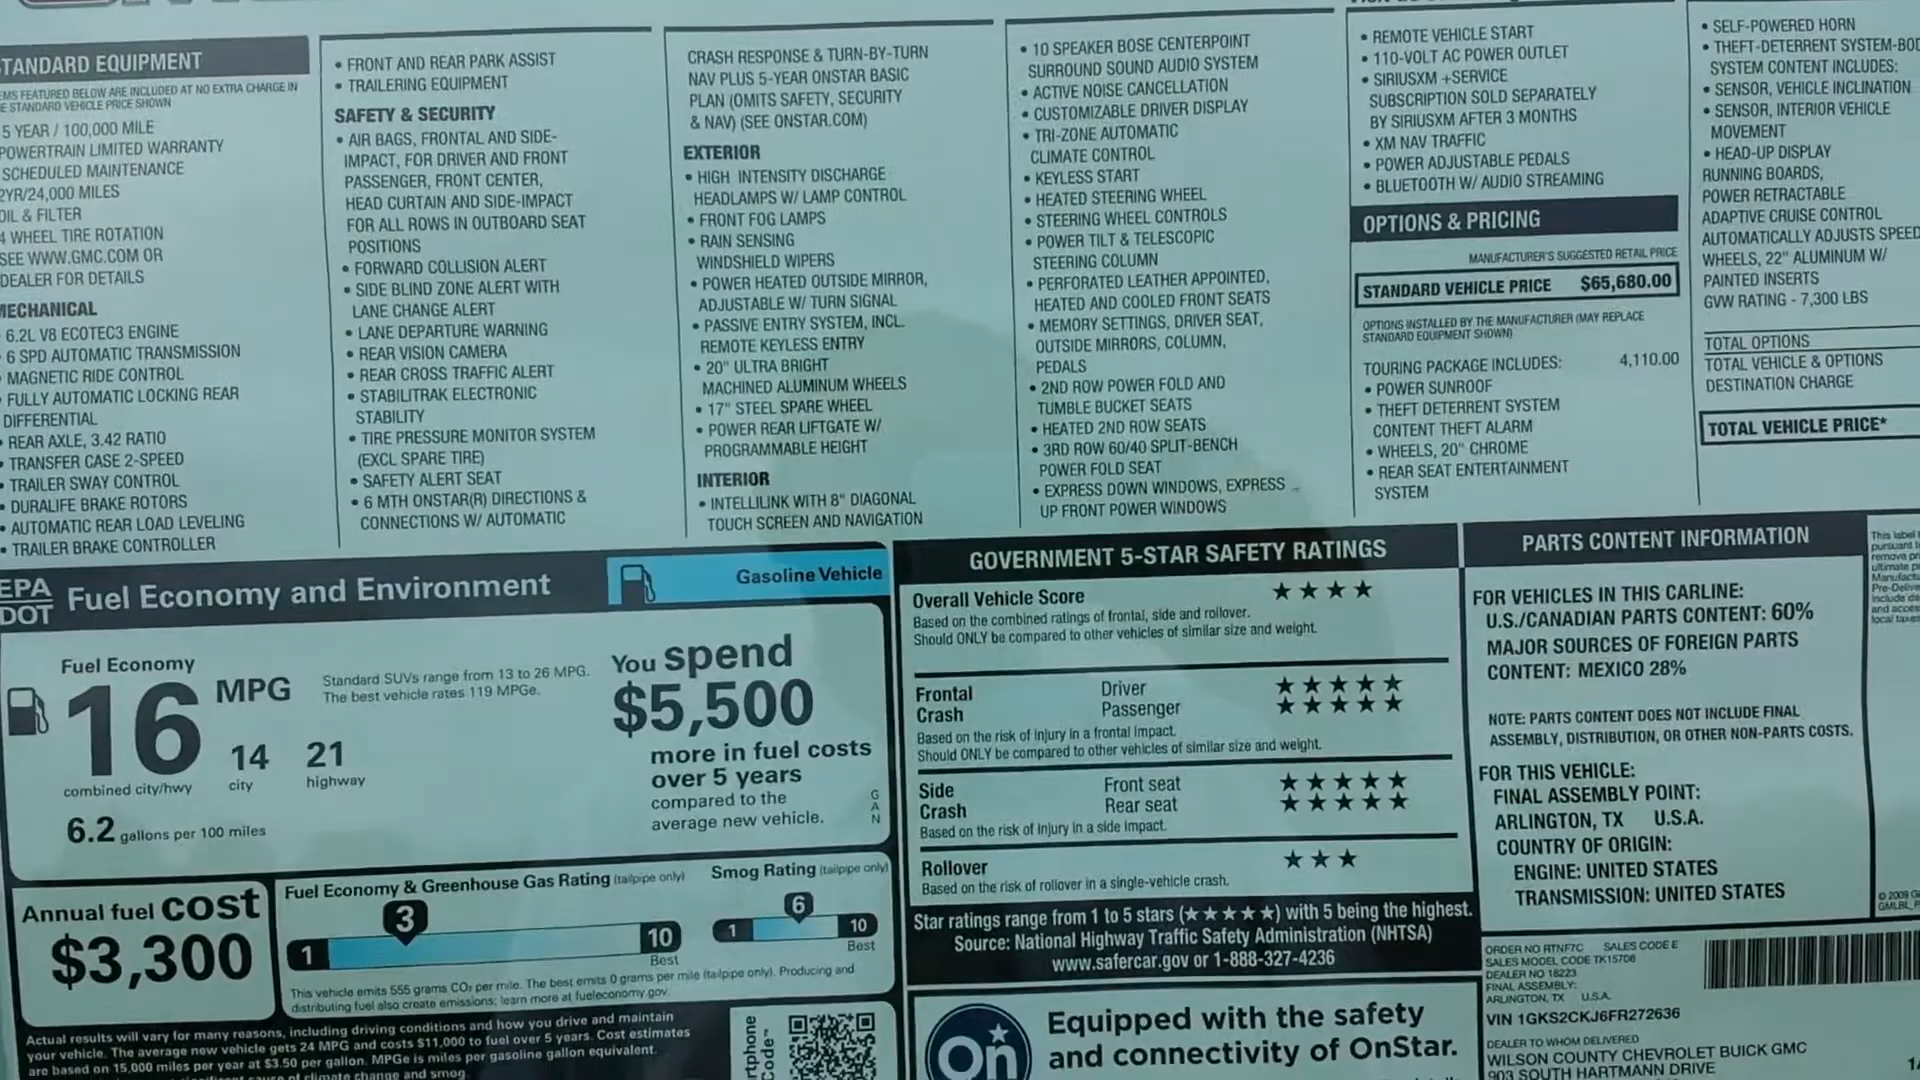 STANDARD EQUIPMENT
ITEMS FEATURED BELOW ARE INCLUDED AT NO EXTRA CHARGE IN
THE STANDARD VEHICLE PRICE SHOWN
5 YEAR / 100,000 MILE
POWERTRAIN LIMITED WARRANTY
SCHEDULED MAINTENANCE
2YR/24,000 MILES
OIL & FILTER
4 WHEEL TIRE ROTATION
SEE WWW.GMC.COM OR
DEALER FOR DETAILS
MECHANICAL
6.2L V8 ECOTEC3 ENGINE
6 SPD AUTOMATIC TRANSMISSION
MAGNETIC RIDE CONTROL
• FULLY AUTOMATIC LOCKING REAR
DIFFERENTIAL
• REAR AXLE, 3.42 RATIO
• TRANSFER CASE 2-SPEED
• TRAILER SWAY CONTROL
• DURALIFE BRAKE ROTORS
• AUTOMATIC REAR LOAD LEVELING
• TRAILER BRAKE CONTROLLER
• FRONT AND REAR PARK ASSIST
• TRAILERING EQUIPMENT
SAFETY & SECURITY
• AIR BAGS, FRONTAL AND SIDE-
IMPACT, FOR DRIVER AND FRONT
PASSENGER, FRONT CENTER,
HEAD CURTAIN AND SIDE-IMPACT
FOR ALL ROWS IN OUTBOARD SEAT
POSITIONS
• FORWARD COLLISION ALERT
• SIDE BLIND ZONE ALERT WITH
LANE CHANGE ALERT
• LANE DEPARTURE WARNING
• REAR VISION CAMERA
• REAR CROSS TRAFFIC ALERT
• STABILITRAK ELECTRONIC
STABILITY
• TIRE PRESSURE MONITOR SYSTEM
(EXCL SPARE TIRE)
• SAFETY ALERT SEAT
• 6 MTH ONSTAR(R) DIRECTIONS &
CONNECTIONS W/ AUTOMATIC
CRASH RESPONSE & TURN-BY-TURN
NAV PLUS 5-YEAR ONSTAR BASIC
PLAN (OMITS SAFETY, SECURITY
& NAV) (SEE ONSTAR.COM)
EXTERIOR
• HIGH INTENSITY DISCHARGE
HEADLAMPS W/ LAMP CONTROL
• FRONT FOG LAMPS
• RAIN SENSING
WINDSHIELD WIPERS
• POWER HEATED OUTSIDE MIRROR,
ADJUSTABLE W/ TURN SIGNAL
• PASSIVE ENTRY SYSTEM, INCL.
REMOTE KEYLESS ENTRY
• 20" ULTRA BRIGHT
MACHINED ALUMINUM WHEELS
• 17" STEEL SPARE WHEEL
• POWER REAR LIFTGATE W/
PROGRAMMABLE HEIGHT
INTERIOR
• INTELLILINK WITH 8" DIAGONAL
TOUCH SCREEN AND NAVIGATION
• 10 SPEAKER BOSE CENTERPOINT
SURROUND SOUND AUDIO SYSTEM
• ACTIVE NOISE CANCELLATION
• CUSTOMIZABLE DRIVER DISPLAY
• TRI-ZONE AUTOMATIC
CLIMATE CONTROL
• KEYLESS START
• HEATED STEERING WHEEL
• STEERING WHEEL CONTROLS
• POWER TILT & TELESCOPIC
STEERING COLUMN
• PERFORATED LEATHER APPOINTED,
HEATED AND COOLED FRONT SEATS
• MEMORY SETTINGS, DRIVER SEAT,
OUTSIDE MIRRORS, COLUMN,
PEDALS
• 2ND ROW POWER FOLD AND
TUMBLE BUCKET SEATS
• HEATED 2ND ROW SEATS
• 3RD ROW 60/40 SPLIT-BENCH
POWER FOLD SEAT
• EXPRESS DOWN WINDOWS, EXPRESS
UP FRONT POWER WINDOWS
• REMOTE VEHICLE START
• 110-VOLT AC POWER OUTLET
• SIRIUSXM +SERVICE
SUBSCRIPTION SOLD SEPARATELY
BY SIRIUSXM AFTER 3 MONTHS
• XM NAV TRAFFIC
• POWER ADJUSTABLE PEDALS
• BLUETOOTH W/ AUDIO STREAMING
OPTIONS & PRICING
MANUFACTURER'S SUGGESTED RETAIL PRICE
STANDARD VEHICLE PRICE $65,680.00
OPTIONS INSTALLED BY THE MANUFACTURER (MAY REPLACE
STANDARD EQUIPMENT SHOWN)
TOURING PACKAGE INCLUDES: 4,110.00
• POWER SUNROOF
• THEFT DETERRENT SYSTEM
CONTENT THEFT ALARM
• WHEELS, 20" CHROME
• REAR SEAT ENTERTAINMENT
SYSTEM
• SELF-POWERED HORN
• THEFT-DETERRENT SYSTEM-BOD
SYSTEM CONTENT INCLUDES:
• SENSOR, VEHICLE INCLINATION
• SENSOR, INTERIOR VEHICLE
MOVEMENT
• HEAD-UP DISPLAY
RUNNING BOARDS,
POWER RETRACTABLE
ADAPTIVE CRUISE CONTROL
AUTOMATICALLY ADJUSTS SPEED
WHEELS, 22" ALUMINUM W/
PAINTED INSERTS
GVW RATING - 7,300 LBS
TOTAL OPTIONS
TOTAL VEHICLE & OPTIONS
DESTINATION CHARGE
TOTAL VEHICLE PRICE*
EPA
DOT Fuel Economy and Environment
Gasoline Vehicle
Fuel Economy
16 MPG
combined city/hwy
14
city
21
highway
6.2 gallons per 100 miles
Standard SUVs range from 13 to 26 MPG.
The best vehicle rates 119 MPGe.
You spend
$5,500
more in fuel costs
over 5 years
compared to the
average new vehicle.
G
A
N
Annual fuel cost
$3,300
Fuel Economy & Greenhouse Gas Rating (tailpipe only)
3
1 10
Best
Smog Rating (tailpipe only)
6
1 10
Best
This vehicle emits 555 grams CO₂ per mile. The best emits 0 grams per mile (tailpipe only). Producing and
distributing fuel also create emissions; learn more at fueleconomy.gov.
Actual results will vary for many reasons, including driving conditions and how you drive and maintain
your vehicle. The average new vehicle gets 24 MPG and costs $11,000 to fuel over 5 years. Cost estimates
are based on 15,000 miles per year at $3.50 per gallon. MPGe is miles per gasoline gallon equivalent.
climate change and smog.
Code™
GOVERNMENT 5-STAR SAFETY RATINGS
Overall Vehicle Score ★★★★
Based on the combined ratings of frontal, side and rollover.
Should ONLY be compared to other vehicles of similar size and weight.
Frontal Driver ★★★★★
Crash Passenger ★★★★★
Based on the risk of injury in a frontal impact.
Should ONLY be compared to other vehicles of similar size and weight.
Side Front seat ★★★★★
Crash Rear seat ★★★★★
Based on the risk of injury in a side impact.
Rollover ★★★
Based on the risk of rollover in a single-vehicle crash.
Star ratings range from 1 to 5 stars (★★★★★) with 5 being the highest.
Source: National Highway Traffic Safety Administration (NHTSA)
www.safercar.gov or 1-888-327-4236
On
Equipped with the safety
and connectivity of OnStar.
PARTS CONTENT INFORMATION
FOR VEHICLES IN THIS CARLINE:
U.S./CANADIAN PARTS CONTENT: 60%
MAJOR SOURCES OF FOREIGN PARTS
CONTENT: MEXICO 28%
NOTE: PARTS CONTENT DOES NOT INCLUDE FINAL
ASSEMBLY, DISTRIBUTION, OR OTHER NON-PARTS COSTS.
FOR THIS VEHICLE:
FINAL ASSEMBLY POINT:
ARLINGTON, TX U.S.A.
COUNTRY OF ORIGIN:
ENGINE: UNITED STATES
TRANSMISSION: UNITED STATES
This label
pursuant
ultimate
ORDER NO RTNF7C SALES CODE E
SALES MODEL CODE TK15706
DEALER NO 18223
FINAL ASSEMBLY:
ARLINGTON, TX U.S.A.
VIN 1GKS2CKJ6FR272636
DEALER TO WHOM DELIVERED
WILSON COUNTY CHEVROLET BUICK GMC
903 SOUTH HARTMANN DRIVE